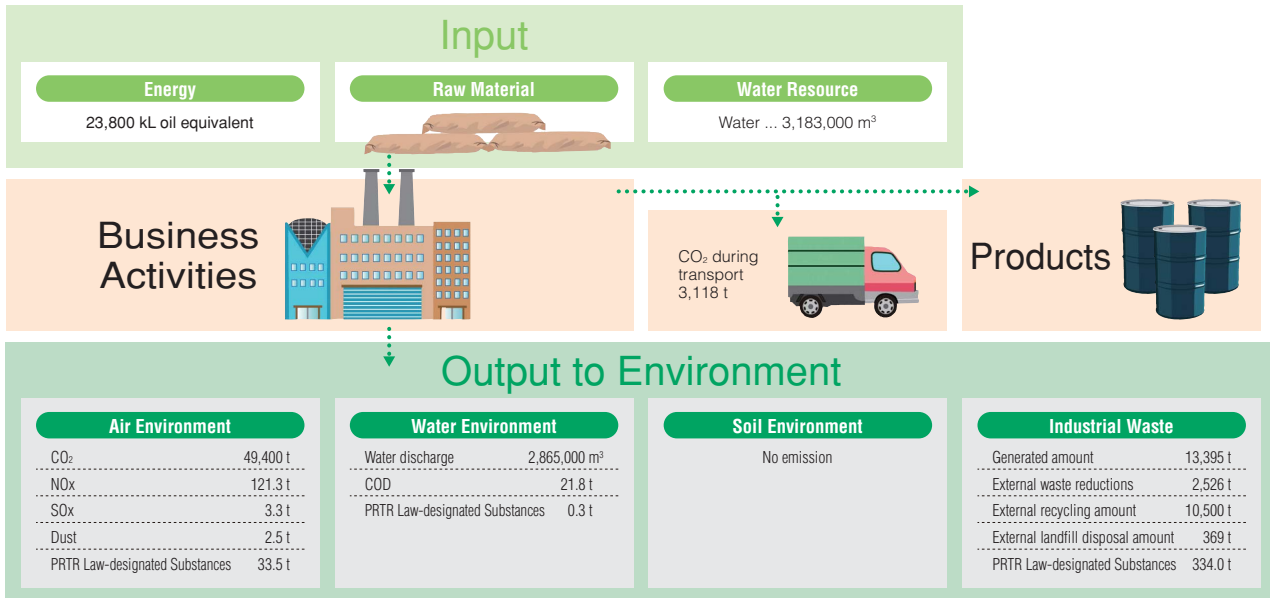 Input
Energy
23,800 kL oil equivalent
Raw Material
Water Resource
Water ... 3,183,000 m³
Business
Activities
CO₂ during
transport
3,118 t
Products
Output to Environment
Air Environment
CO₂ 49,400 t
NOx 121.3 t
SOx 3.3 t
Dust 2.5 t
PRTR Law-designated Substances 33.5 t
Water Environment
Water discharge 2,865,000 m³
COD 21.8 t
PRTR Law-designated Substances 0.3 t
Soil Environment
No emission
Industrial Waste
Generated amount 13,395 t
External waste reductions 2,526 t
External recycling amount 10,500 t
External landfill disposal amount 369 t
PRTR Law-designated Substances 334.0 t